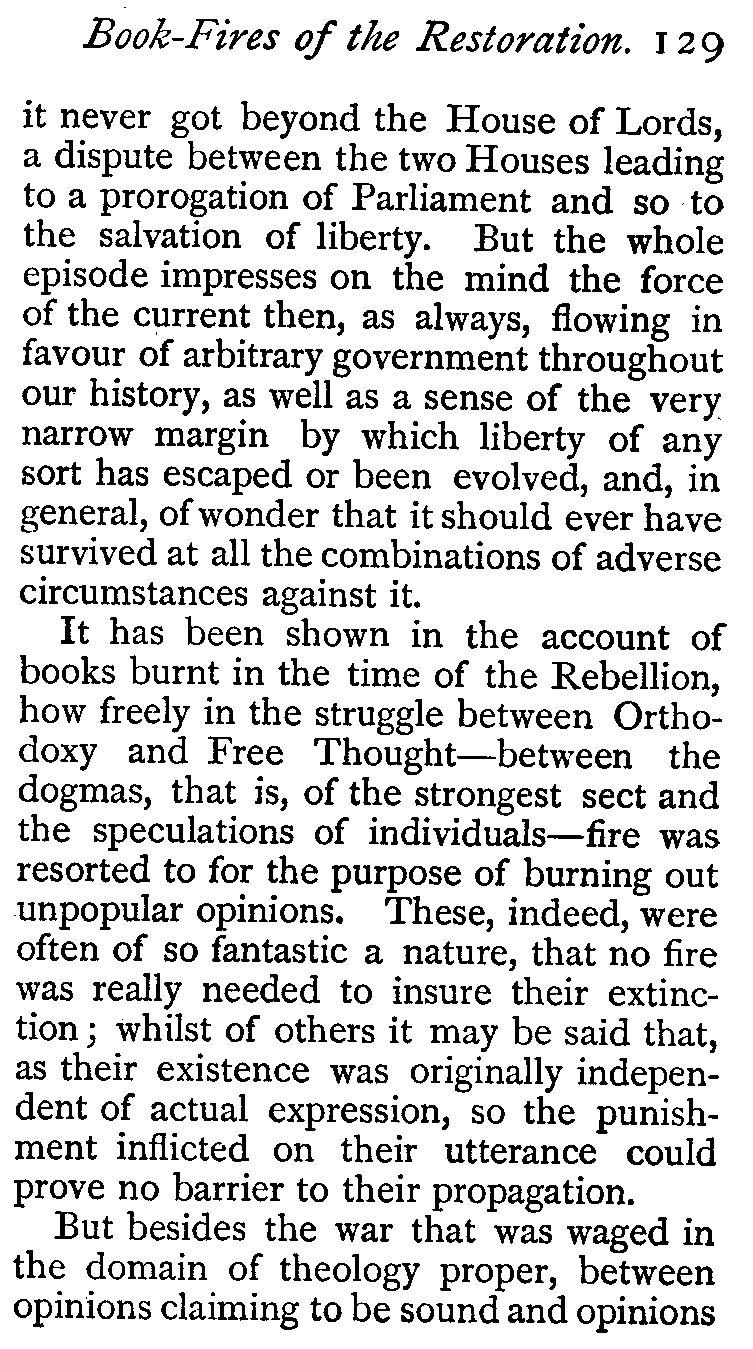 Book-Fires of the Restoration. 129
it never got beyond the House of Lords,
a dispute between the two Houses leading
to a prorogation of Parliament and so to
the salvation of liberty. But the whole
episode impresses on the mind the force
of the current then, as always, flowing in
favour of arbitrary government throughout
our history, as well as a sense of the very
narrow margin by which liberty of any
sort has escaped or been evolved, and, in
general, of wonder that it should ever have
survived at all the combinations of adverse
circumstances against it.
It has been shown in the account of
books burnt in the time of the Rebellion,
how freely in the struggle between Ortho-
doxy and Free Thought—between the
dogmas, that is, of the strongest sect and
the speculations of individuals—fire was
resorted to for the purpose of burning out
unpopular opinions. These, indeed, were
often of so fantastic a nature, that no fire
was really needed to insure their extinc-
tion; whilst of others it may be said that,
as their existence was originally indepen-
dent of actual expression, so the punish-
ment inflicted on their utterance could
prove no barrier to their propagation.
But besides the war that was waged in
the domain of theology proper, between
opinions claiming to be sound and opinions